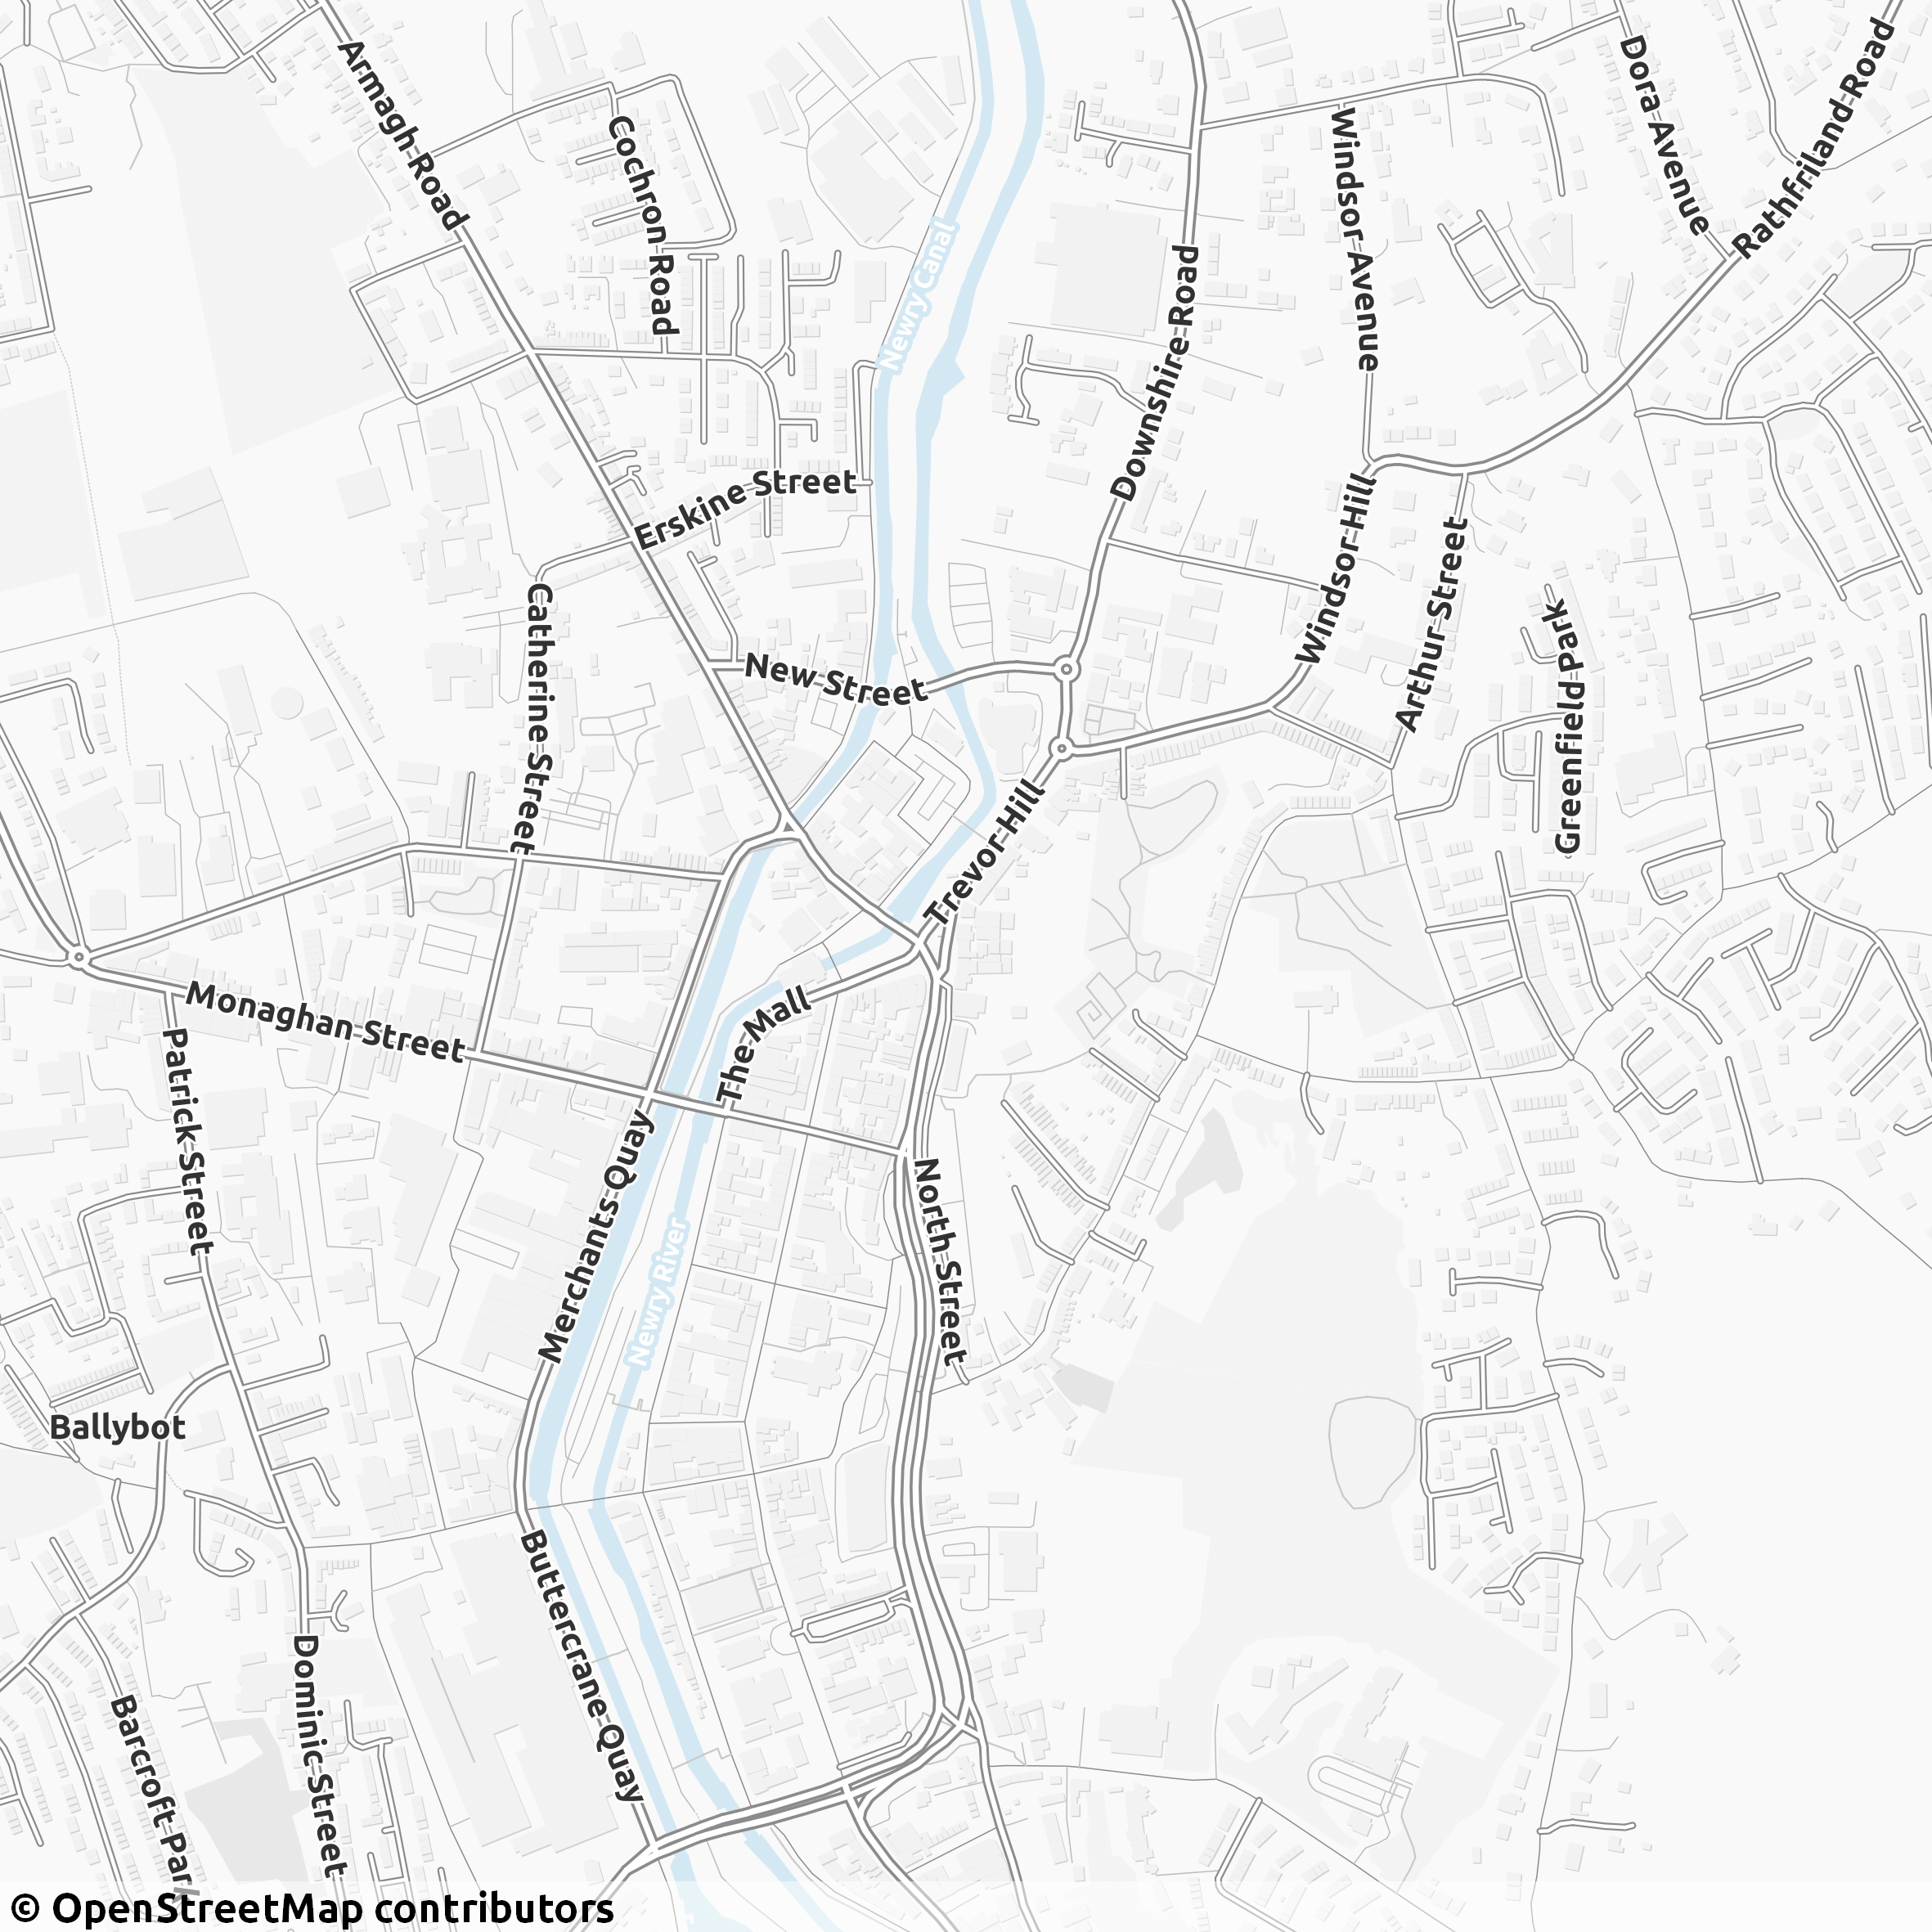 Armagh Road
Dora Avenue
Rathfriland Road
Cochron Road
Windsor Avenue
Newry Canal
Downshire Road
Erskine Street
Windsor Hill
Arthur Street
Catherine Street
Greenfield Park
New Street
Trevor Hill
Monaghan Street
The Mall
Patrick Street
Merchants Quay
North Street
Newry River
Ballybot
Buttercrane Quay
Dominic Street
Barcroft Park
© OpenStreetMap contributors